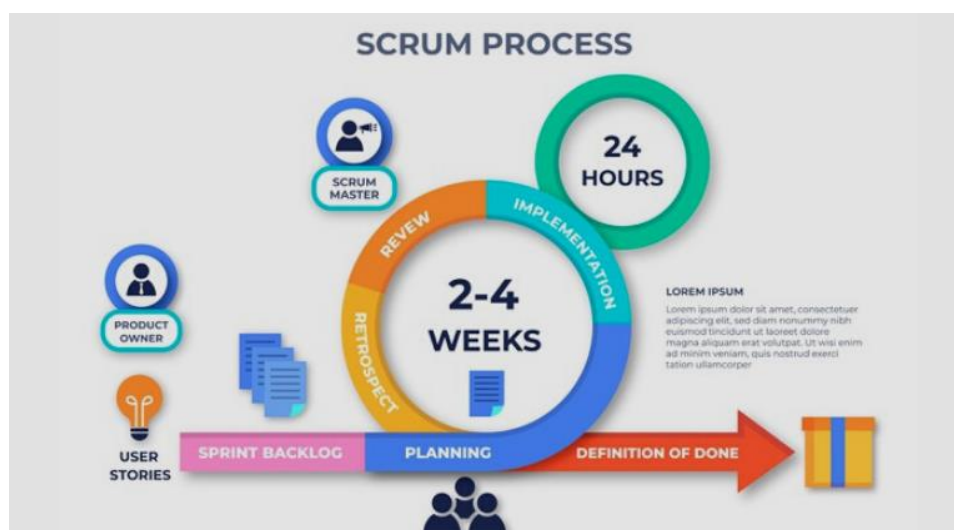 SCRUM PROCESS
24
HOURS
SCRUM
MASTER
REVEW
IMPLEMENTATION
2-4
WEEKS
RETROSPECT
PRODUCT
OWNER
LOREM IPSUM
Lorem ipsum dolor sit amet, consectetuer
adipiscing elit, sed diam nonummy nibh
euismod tincidunt ut laoreet dolore
magna aliquam erat volutpat. Ut wisi enim
ad minim veniam, quis nostrud exerci
tation ullamcorper
USER
STORIES
SPRINT BACKLOG
PLANNING
DEFINITION OF DONE